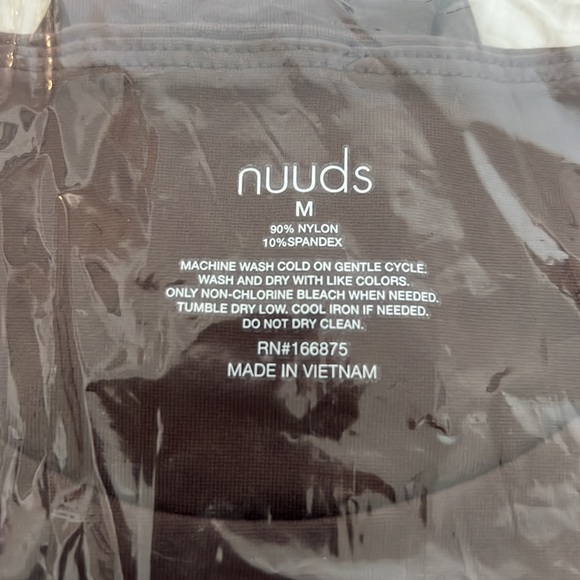 nuuds
M
90% NYLON
10%SPANDEX
MACHINE WASH COLD ON GENTLE CYCLE.
WASH AND DRY WITH LIKE COLORS.
ONLY NON-CHLORINE BLEACH WHEN NEEDED.
TUMBLE DRY LOW. COOL IRON IF NEEDED.
DO NOT DRY CLEAN.
RN#166875
MADE IN VIETNAM